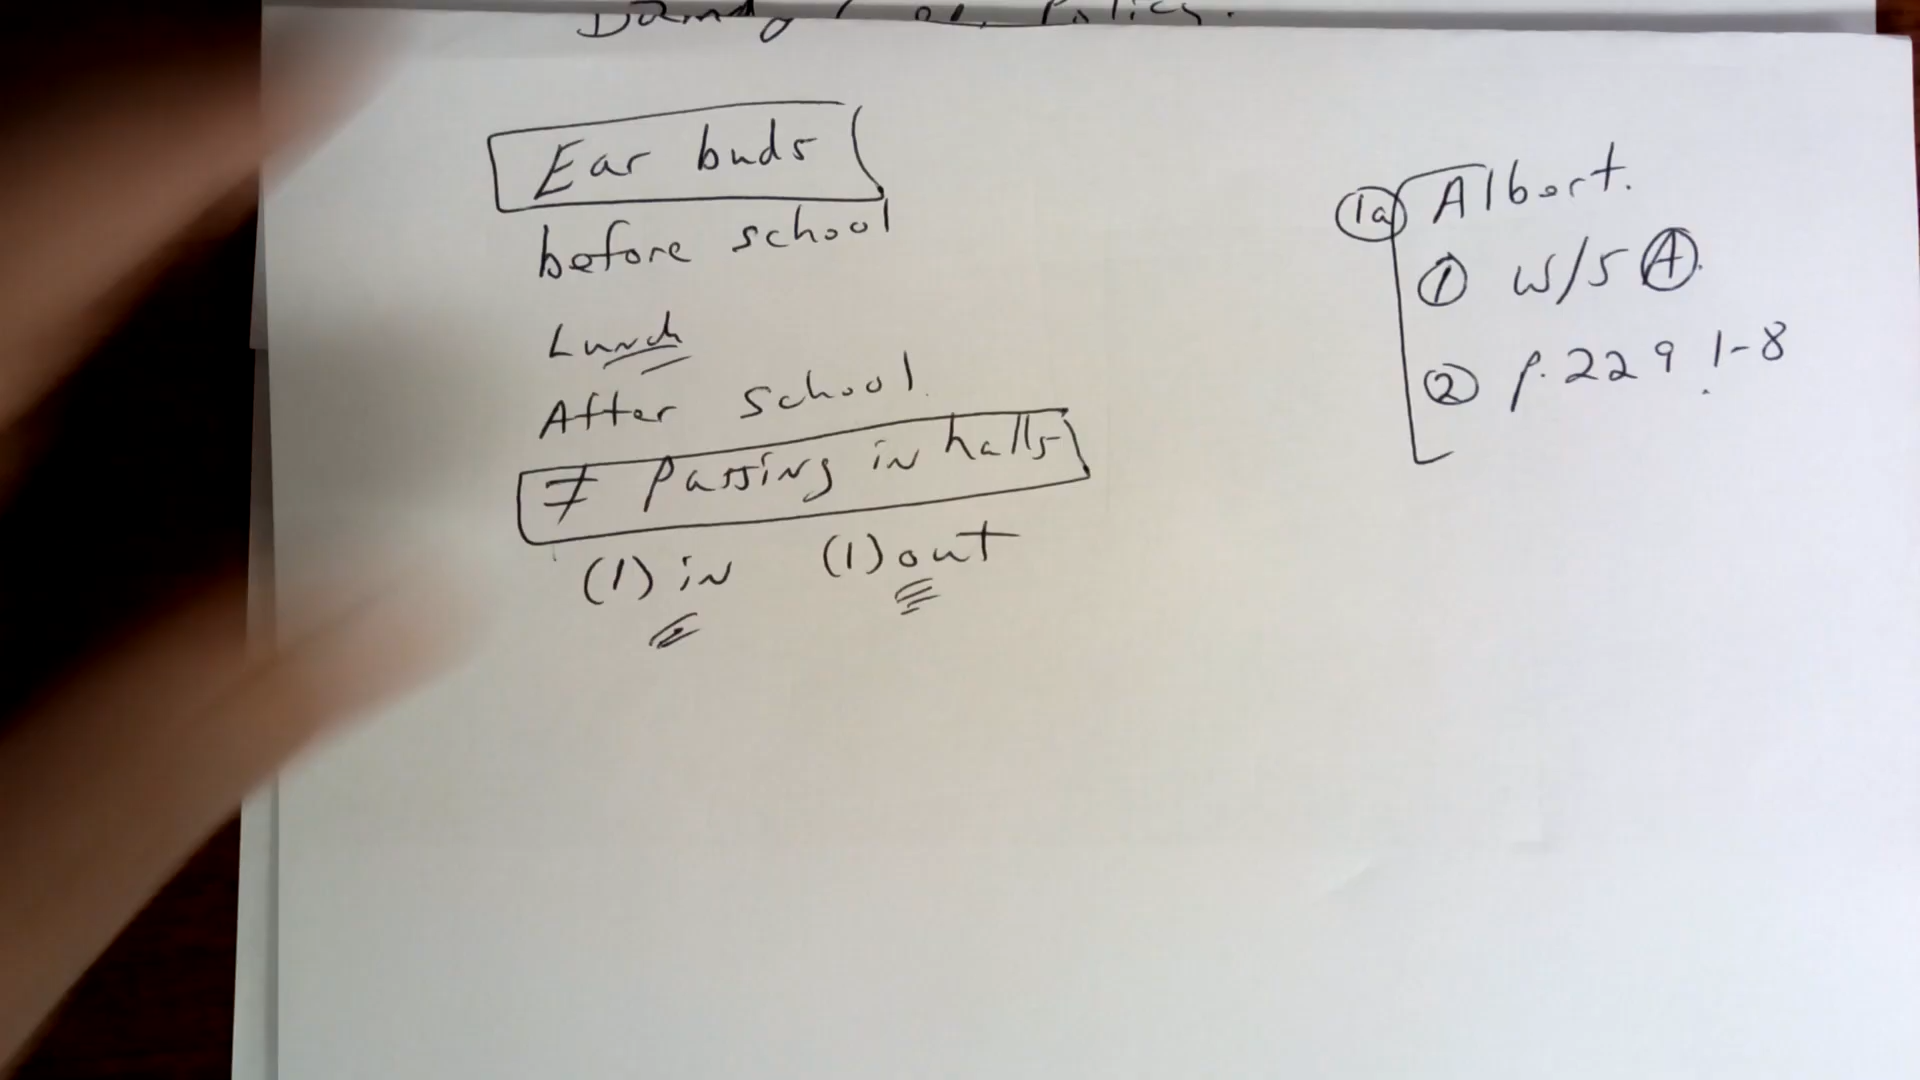 Policy.
Ear buds
before school
Lunch
After school
≠ Passing in halls
(1) in (1) out
1a Albert.
① W/S Ⓐ.
② p. 229 1-8